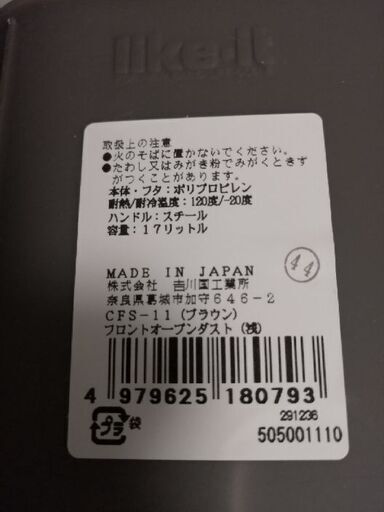 like-it
取扱上の注意
●火のそばに置かないでください。
●たわし又はみがき粉でみがくときず
がつくことがあります。
本体・フタ:ポリプロピレン
耐熱/耐冷温度:120度/-20度
ハンドル:スチール
容量:17リットル
44
MADE IN JAPAN
株式会社 吉川国工業所
奈良県葛城市加守646-2
CFS-11(ブラウン)
フロントオープンダスト(浅)
4 979625 180793
291236
プラ 袋
505001110